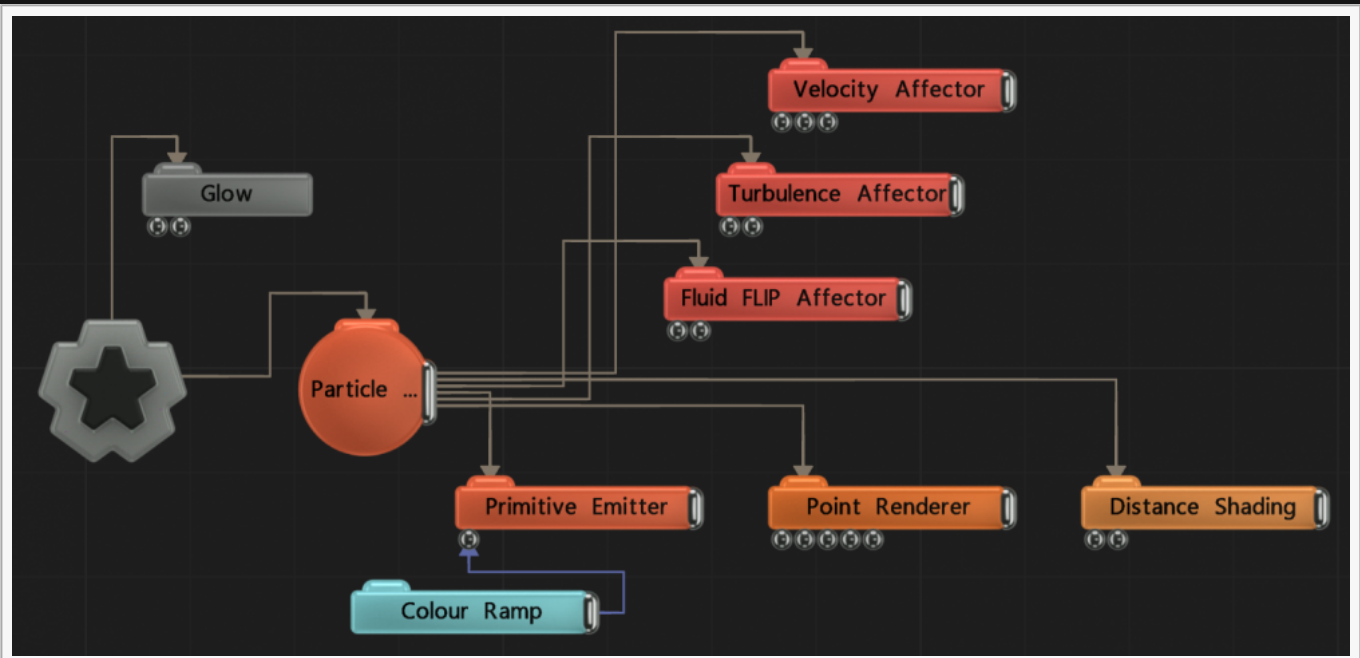 Velocity Affector
Glow
Turbulence Affector
Fluid FLIP Affector
Particle ...
Primitive Emitter
Point Renderer
Distance Shading
Colour Ramp